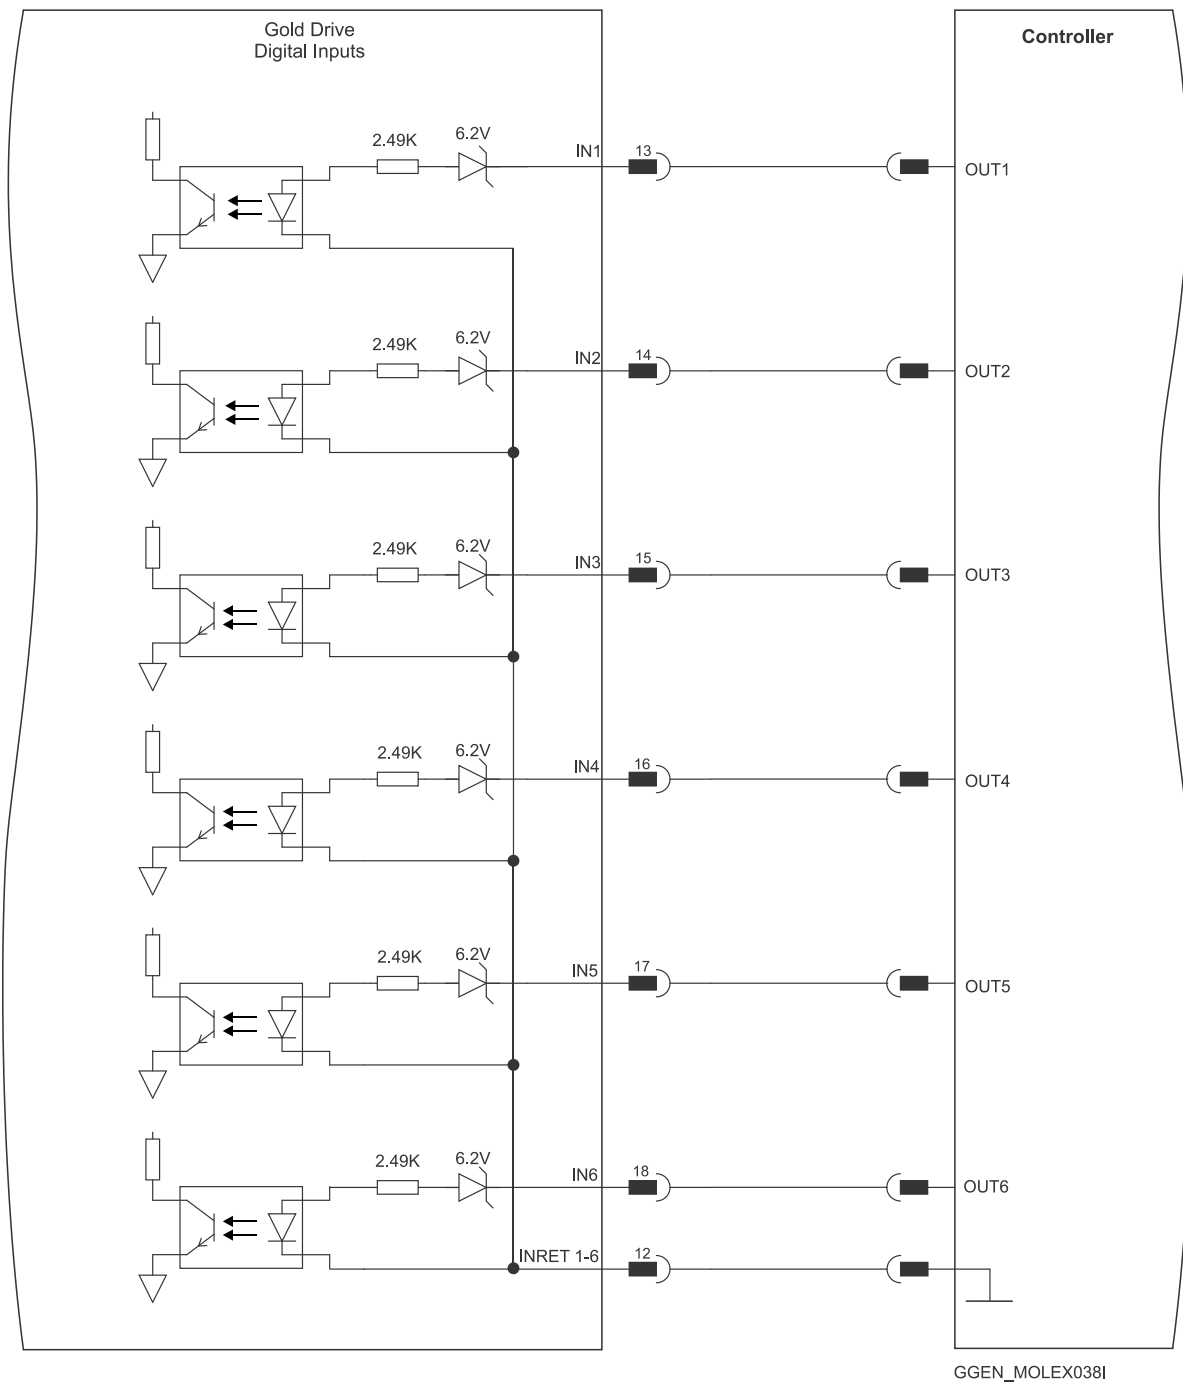 Gold Drive
Digital Inputs
Controller
2.49K
6.2V
IN1
13
OUT1
2.49K
6.2V
IN2
14
OUT2
2.49K
6.2V
IN3
15
OUT3
2.49K
6.2V
IN4
16
OUT4
2.49K
6.2V
IN5
17
OUT5
2.49K
6.2V
IN6
18
OUT6
INRET 1-6
12
GGEN_MOLEX038I